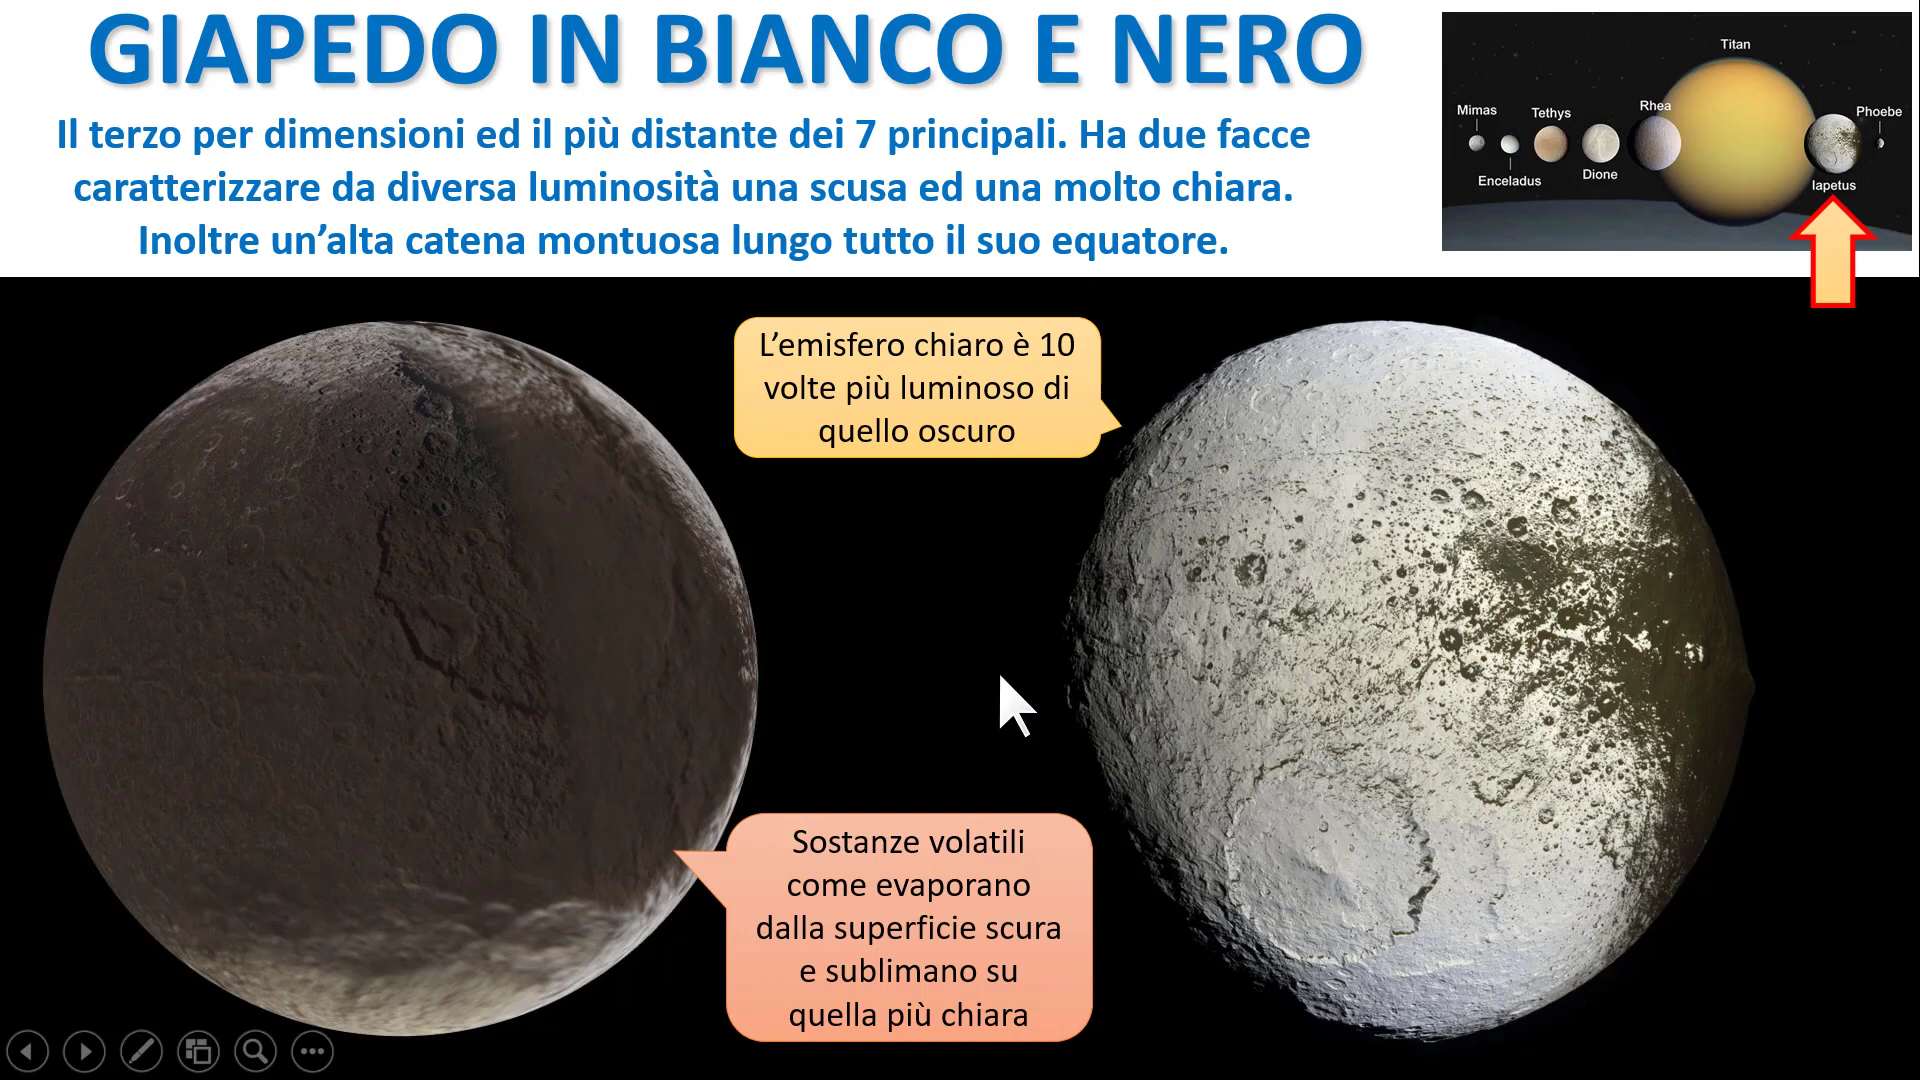 GIAPEDO IN BIANCO E NERO
Il terzo per dimensioni ed il più distante dei 7 principali. Ha due facce
caratterizzare da diversa luminosità una scusa ed una molto chiara.
Inoltre un’alta catena montuosa lungo tutto il suo equatore.
Titan
Mimas
Tethys
Rhea
Phoebe
Enceladus
Dione
Iapetus
L’emisfero chiaro è 10
volte più luminoso di
quello oscuro
Sostanze volatili
come evaporano
dalla superficie scura
e sublimano su
quella più chiara